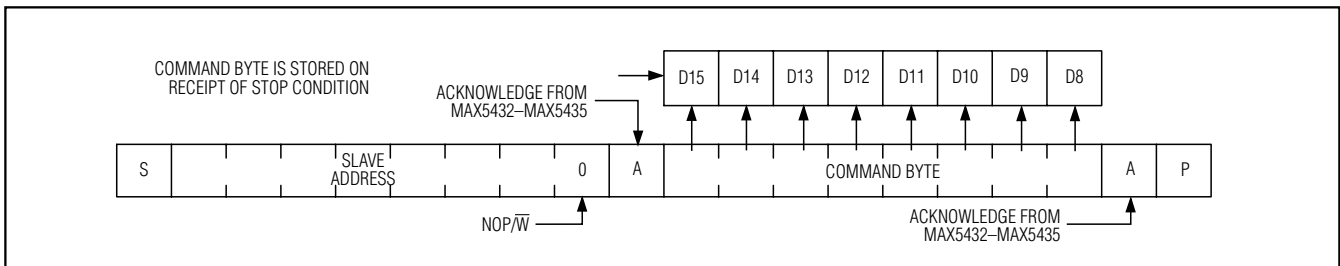 COMMAND BYTE IS STORED ON
RECEIPT OF STOP CONDITION
D15 D14 D13 D12 D11 D10 D9 D8
ACKNOWLEDGE FROM
MAX5432–MAX5435
S SLAVE ADDRESS 0 A COMMAND BYTE A P
NOP/W̅
ACKNOWLEDGE FROM
MAX5432–MAX5435